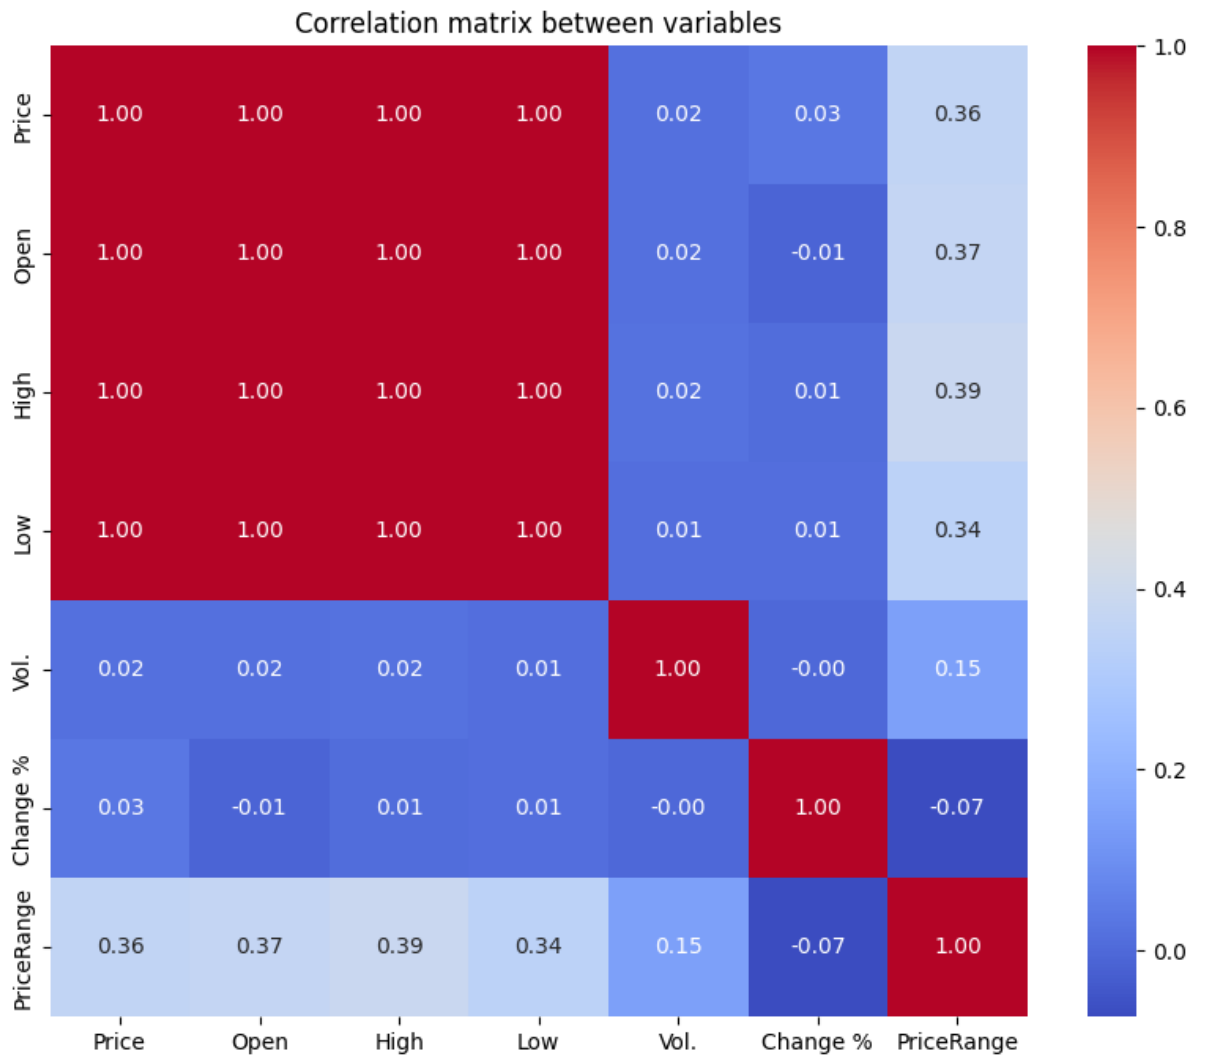 Correlation matrix between variables
Price 1.00 1.00 1.00 1.00 0.02 0.03 0.36
Open 1.00 1.00 1.00 1.00 0.02 -0.01 0.37
High 1.00 1.00 1.00 1.00 0.02 0.01 0.39
Low 1.00 1.00 1.00 1.00 0.01 0.01 0.34
Vol. 0.02 0.02 0.02 0.01 1.00 -0.00 0.15
Change % 0.03 -0.01 0.01 0.01 -0.00 1.00 -0.07
PriceRange 0.36 0.37 0.39 0.34 0.15 -0.07 1.00
Price Open High Low Vol. Change % PriceRange
1.0
0.8
0.6
0.4
0.2
0.0